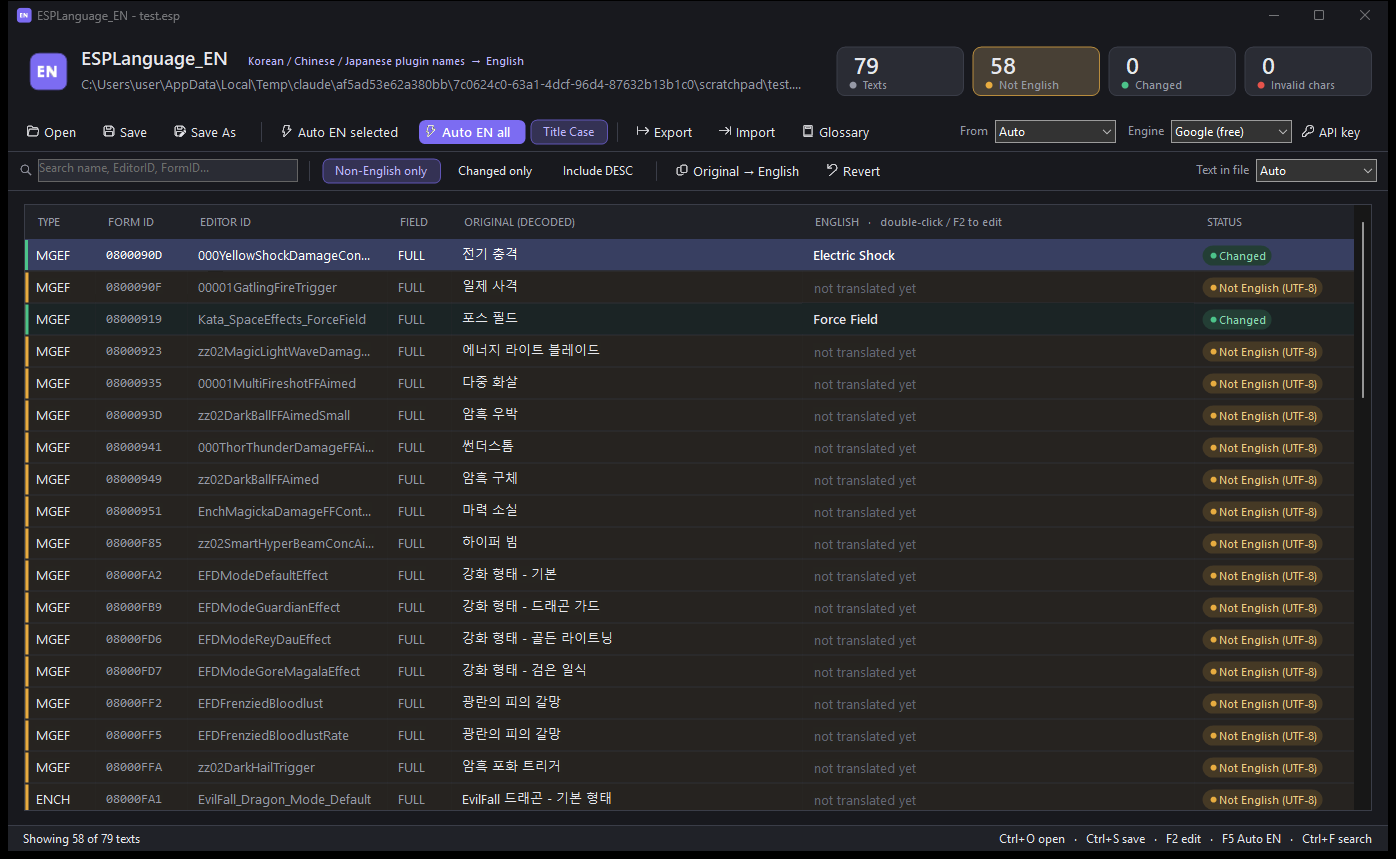 EN ESPLanguage_EN - test.esp
EN
ESPLanguage_EN Korean / Chinese / Japanese plugin names → English
C:\Users\user\AppData\Local\Temp\claude\af5ad53e62a380bb\7c0624c0-63a1-4dcf-96d4-87632b13b1c0\scratchpad\test....
79 Texts
58 Not English
0 Changed
0 Invalid chars
Open Save Save As Auto EN selected Auto EN all Title Case Export Import Glossary From Auto Engine Google (free) API key
Search name, EditorID, FormID... Non-English only Changed only Include DESC Original → English Revert Text in file Auto
TYPE FORM ID EDITOR ID FIELD ORIGINAL (DECODED) ENGLISH · double-click / F2 to edit STATUS
MGEF 0800090D 000YellowShockDamageCon... FULL 전기 충격 Electric Shock Changed
MGEF 0800090F 00001GatlingFireTrigger FULL 일제 사격 not translated yet Not English (UTF-8)
MGEF 08000919 Kata_SpaceEffects_ForceField FULL 포스 필드 Force Field Changed
MGEF 08000923 zz02MagicLightWaveDamag... FULL 에너지 라이트 블레이드 not translated yet Not English (UTF-8)
MGEF 08000935 00001MultiFireshotFFAimed FULL 다중 화살 not translated yet Not English (UTF-8)
MGEF 0800093D zz02DarkBallFFAimedSmall FULL 암흑 우박 not translated yet Not English (UTF-8)
MGEF 08000941 000ThorThunderDamageFFAi... FULL 썬더스톰 not translated yet Not English (UTF-8)
MGEF 08000949 zz02DarkBallFFAimed FULL 암흑 구체 not translated yet Not English (UTF-8)
MGEF 08000951 EnchMagickaDamageFFCont... FULL 마력 소실 not translated yet Not English (UTF-8)
MGEF 08000F85 zz02SmartHyperBeamConcAi... FULL 하이퍼 빔 not translated yet Not English (UTF-8)
MGEF 08000FA2 EFDModeDefaultEffect FULL 강화 형태 - 기본 not translated yet Not English (UTF-8)
MGEF 08000FB9 EFDModeGuardianEffect FULL 강화 형태 - 드래곤 가드 not translated yet Not English (UTF-8)
MGEF 08000FD6 EFDModeReyDauEffect FULL 강화 형태 - 골든 라이트닝 not translated yet Not English (UTF-8)
MGEF 08000FD7 EFDModeGoreMagalaEffect FULL 강화 형태 - 검은 일식 not translated yet Not English (UTF-8)
MGEF 08000FF2 EFDFrenziedBloodlust FULL 광란의 피의 갈망 not translated yet Not English (UTF-8)
MGEF 08000FF5 EFDFrenziedBloodlustRate FULL 광란의 피의 갈망 not translated yet Not English (UTF-8)
MGEF 08000FFA zz02DarkHailTrigger FULL 암흑 포화 트리거 not translated yet Not English (UTF-8)
ENCH 08000FA1 EvilFall_Dragon_Mode_Default FULL EvilFall 드래곤 - 기본 형태 not translated yet Not English (UTF-8)
Showing 58 of 79 texts Ctrl+O open · Ctrl+S save · F2 edit · F5 Auto EN · Ctrl+F search